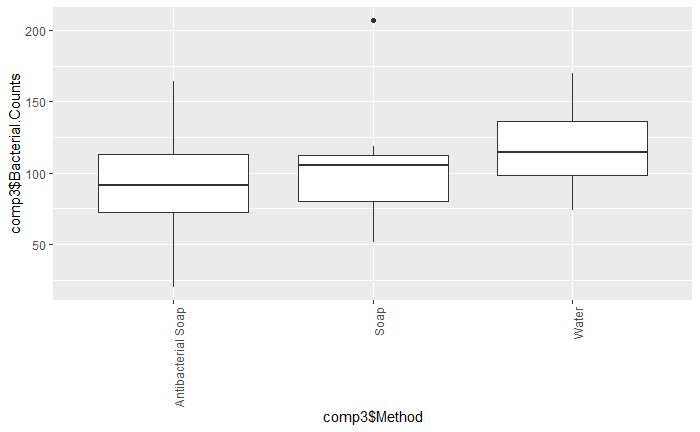 comp3$Bacterial.Counts
200
150
100
50
Antibacterial Soap
Soap
Water
comp3$Method